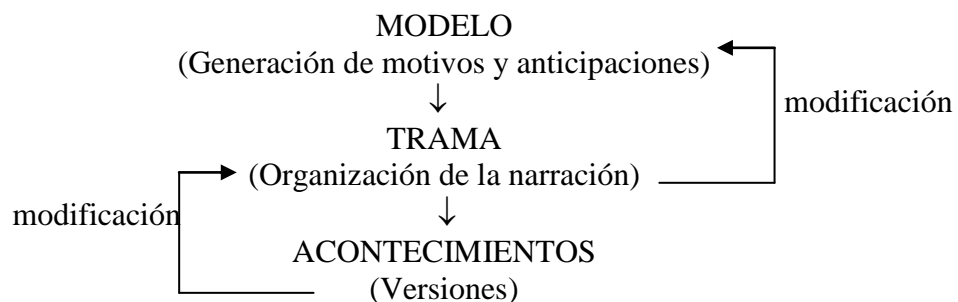 MODELO
(Generación de motivos y anticipaciones)
modificación
↓
TRAMA
(Organización de la narración)
modificación
↓
ACONTECIMIENTOS
(Versiones)